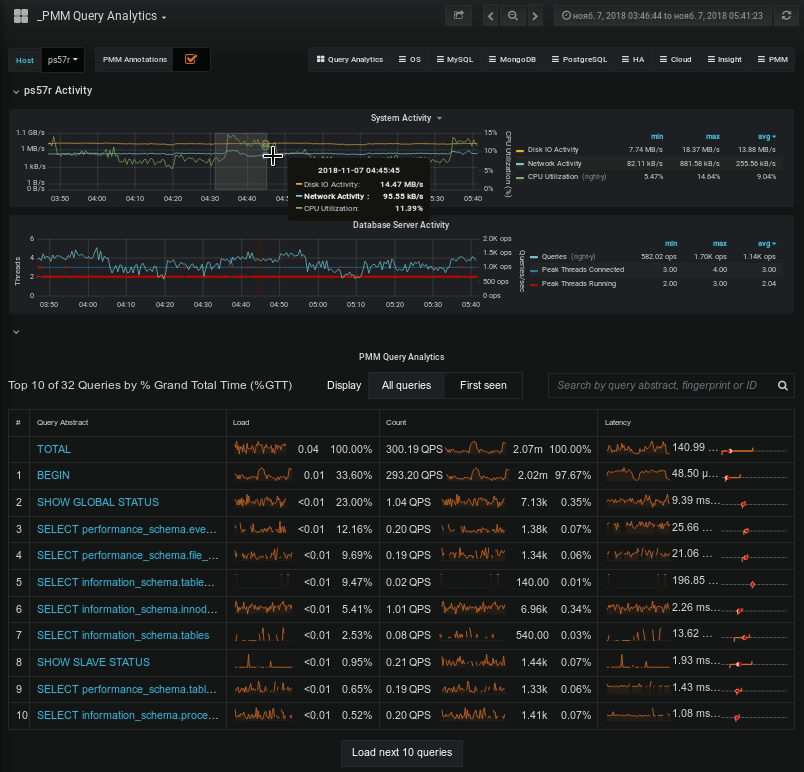 _PMM Query Analytics
нояб. 7, 2018 03:46:44 to нояб. 7, 2018 05:41:23
Host ps57r PMM Annotations Query Analytics OS MySQL MongoDB PostgreSQL HA Cloud Insight PMM
ps57r Activity
System Activity
1.1 GB/s
1 MB/s
1 kB/s
1 B/s
0 B/s
15%
10%
5%
0%
CPU Utilization (%)
03:50 04:00 04:10 04:20 04:30 04:40 04:50 05:00 05:10 05:20 05:30 05:40
min max avg
Disk IO Activity 7.74 MB/s 18.37 MB/s 13.88 MB/s
Network Activity 82.11 kB/s 881.58 kB/s 255.56 kB/s
CPU Utilization (right-y) 5.47% 14.64% 9.04%
2018-11-07 04:45:45
Disk IO Activity: 14.47 MB/s
Network Activity : 95.55 kB/s
CPU Utilization: 11.39%
Database Server Activity
Threads
6
4
2
0
2.0K ops
1.5K ops
1.0K ops
500 ops
0 ops
Queries/sec
03:50 04:00 04:10 04:20 04:30 04:40 04:50 05:00 05:10 05:20 05:30 05:40
min max avg
Queries (right-y) 582.02 ops 1.70K ops 1.14K ops
Peak Threads Connected 3.00 4.00 3.00
Peak Threads Running 2.00 3.00 2.04
PMM Query Analytics
Top 10 of 32 Queries by % Grand Total Time (%GTT) Display All queries First seen Search by query abstract, fingerprint or ID
# Query Abstract Load Count Latency
TOTAL 0.04 100.00% 300.19 QPS 2.07m 100.00% 140.99 ...
1 BEGIN 0.01 33.60% 293.20 QPS 2.02m 97.67% 48.50 µ...
2 SHOW GLOBAL STATUS <0.01 23.00% 1.04 QPS 7.13k 0.35% 9.39 ms...
3 SELECT performance_schema.eve... <0.01 12.16% 0.20 QPS 1.38k 0.07% 25.66 ...
4 SELECT performance_schema.file_... <0.01 9.69% 0.19 QPS 1.34k 0.06% 21.06 ...
5 SELECT information_schema.table... <0.01 9.47% 0.02 QPS 140.00 0.01% 196.85 ...
6 SELECT information_schema.innod... <0.01 5.41% 1.01 QPS 6.96k 0.34% 2.26 ms...
7 SELECT information_schema.tables <0.01 2.53% 0.08 QPS 540.00 0.03% 13.62 ...
8 SHOW SLAVE STATUS <0.01 0.95% 0.21 QPS 1.44k 0.07% 1.93 ms...
9 SELECT performance_schema.tabl... <0.01 0.65% 0.19 QPS 1.33k 0.06% 1.43 ms...
10 SELECT information_schema.proce... <0.01 0.52% 0.20 QPS 1.41k 0.07% 1.08 ms...
Load next 10 queries